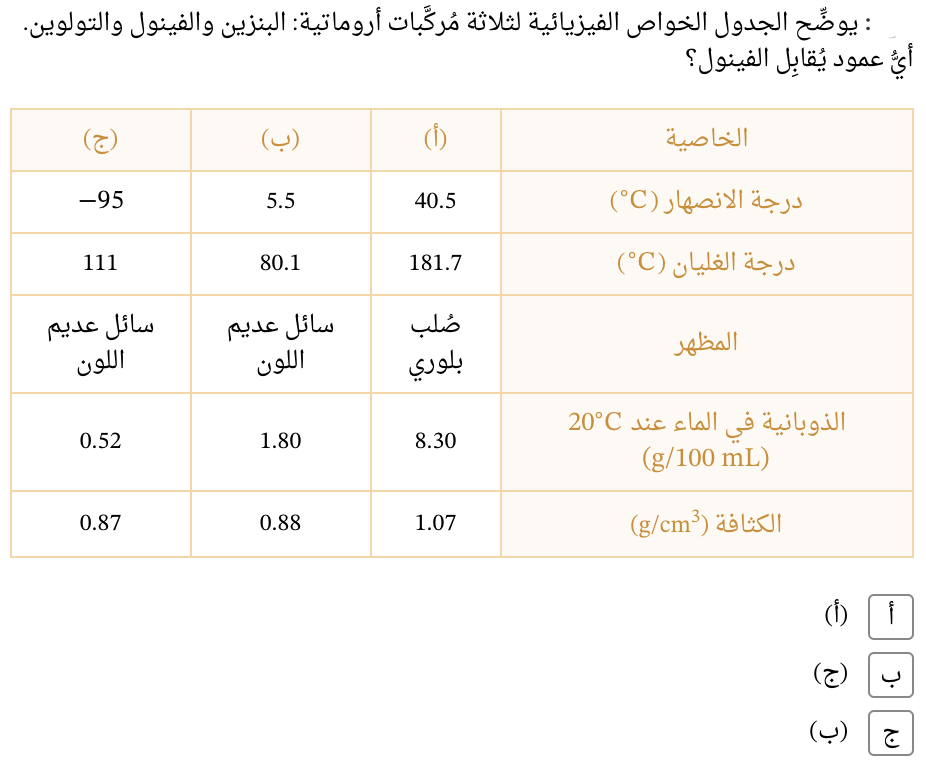 : يوضِّح الجدول الخواص الفيزيائية لثلاثة مُركَّبات أروماتية: البنزين والفينول والتولوين.
أيُّ عمود يُقابِل الفينول؟
الخاصية (أ) (ب) (ج)
درجة الانصهار (°C) 40.5 5.5 −95
درجة الغليان (°C) 181.7 80.1 111
المظهر صُلب بلوري سائل عديم اللون سائل عديم اللون
الذوبانية في الماء عند 20°C (g/100 mL) 8.30 1.80 0.52
الكثافة (g/cm³) 1.07 0.88 0.87
أ (أ)
ب (ج)
ج (ب)